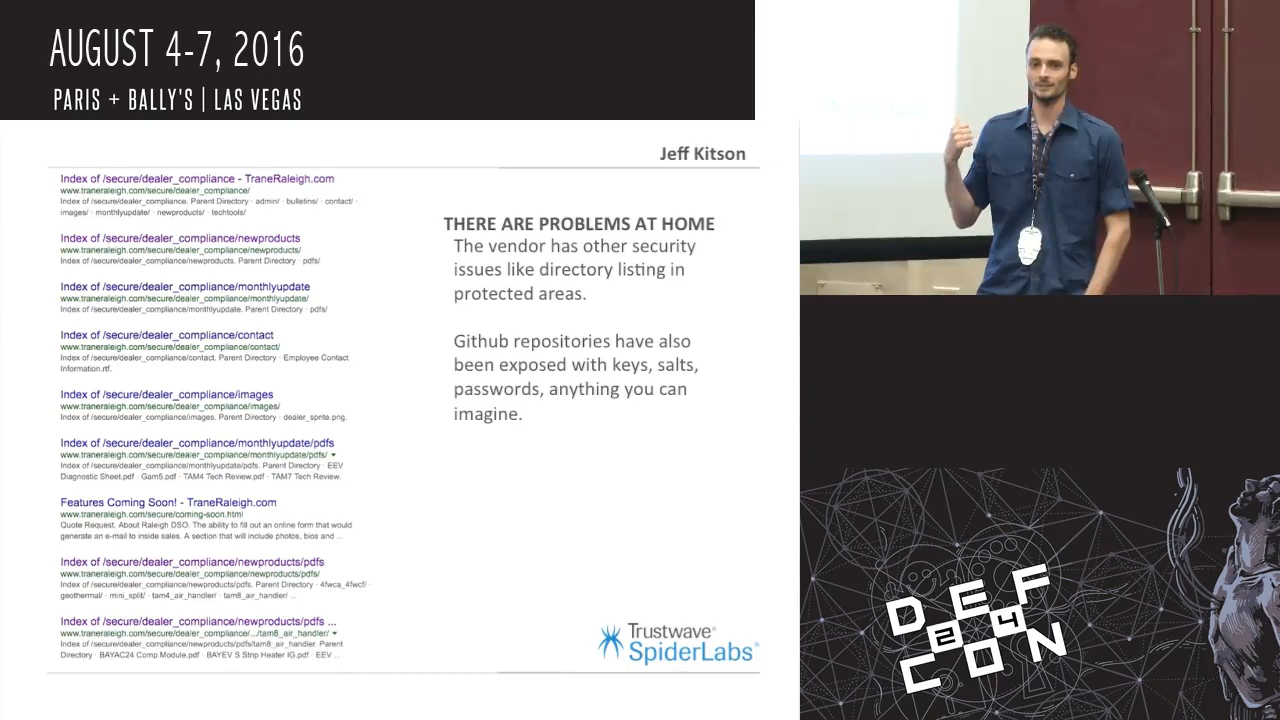 AUGUST 4-7, 2016
PARIS + BALLY'S | LAS VEGAS
Jeff Kitson
Index of /secure/dealer_compliance - TraneRaleigh.com
www.traneraleigh.com/secure/dealer_compliance/
Index of /secure/dealer_compliance. Parent Directory · admin/ · bulletins/ · contact/ ·
images/ · monthlyupdate/ · newproducts/ · techtools/
Index of /secure/dealer_compliance/newproducts
www.traneraleigh.com/secure/dealer_compliance/newproducts/
Index of /secure/dealer_compliance/newproducts. Parent Directory · pdfs/
Index of /secure/dealer_compliance/monthlyupdate
www.traneraleigh.com/secure/dealer_compliance/monthlyupdate/
Index of /secure/dealer_compliance/monthlyupdate. Parent Directory · pdfs/
Index of /secure/dealer_compliance/contact
www.traneraleigh.com/secure/dealer_compliance/contact/
Index of /secure/dealer_compliance/contact. Parent Directory · Employee Contact
Information.rtf.
Index of /secure/dealer_compliance/images
www.traneraleigh.com/secure/dealer_compliance/images/
Index of /secure/dealer_compliance/images. Parent Directory · dealer_sprite.png.
Index of /secure/dealer_compliance/monthlyupdate/pdfs
www.traneraleigh.com/secure/dealer_compliance/monthlyupdate/pdfs/
Index of /secure/dealer_compliance/monthlyupdate/pdfs. Parent Directory · EEV
Diagnostic Sheet.pdf · Gam5.pdf · TAM4 Tech Review.pdf · TAM7 Tech Review.
Features Coming Soon! - TraneRaleigh.com
www.traneraleigh.com/secure/coming-soon.html
Quote Request. About Raleigh DSO. The ability to fill out an online form that would
generate an e-mail to inside sales. A section that will include photos, bios and ...
Index of /secure/dealer_compliance/newproducts/pdfs
www.traneraleigh.com/secure/dealer_compliance/newproducts/pdfs/
Index of /secure/dealer_compliance/newproducts/pdfs. Parent Directory · 4fwca_4fwcf/ ·
geothermal/ · mini_split/ · tam4_air_handler/ · tam8_air_handler/ ...
Index of /secure/dealer_compliance/newproducts/pdfs ...
www.traneraleigh.com/secure/dealer_compliance/.../tam8_air_handler/
Index of /secure/dealer_compliance/newproducts/pdfs/tam8_air_handler. Parent
Directory · BAYAC24 Comp Module.pdf · BAYEV S Strip Heater IG.pdf · EEV ...
THERE ARE PROBLEMS AT HOME
The vendor has other security
issues like directory listing in
protected areas.
Github repositories have also
been exposed with keys, salts,
passwords, anything you can
imagine.
Trustwave®
SpiderLabs®
DEF
24
CON